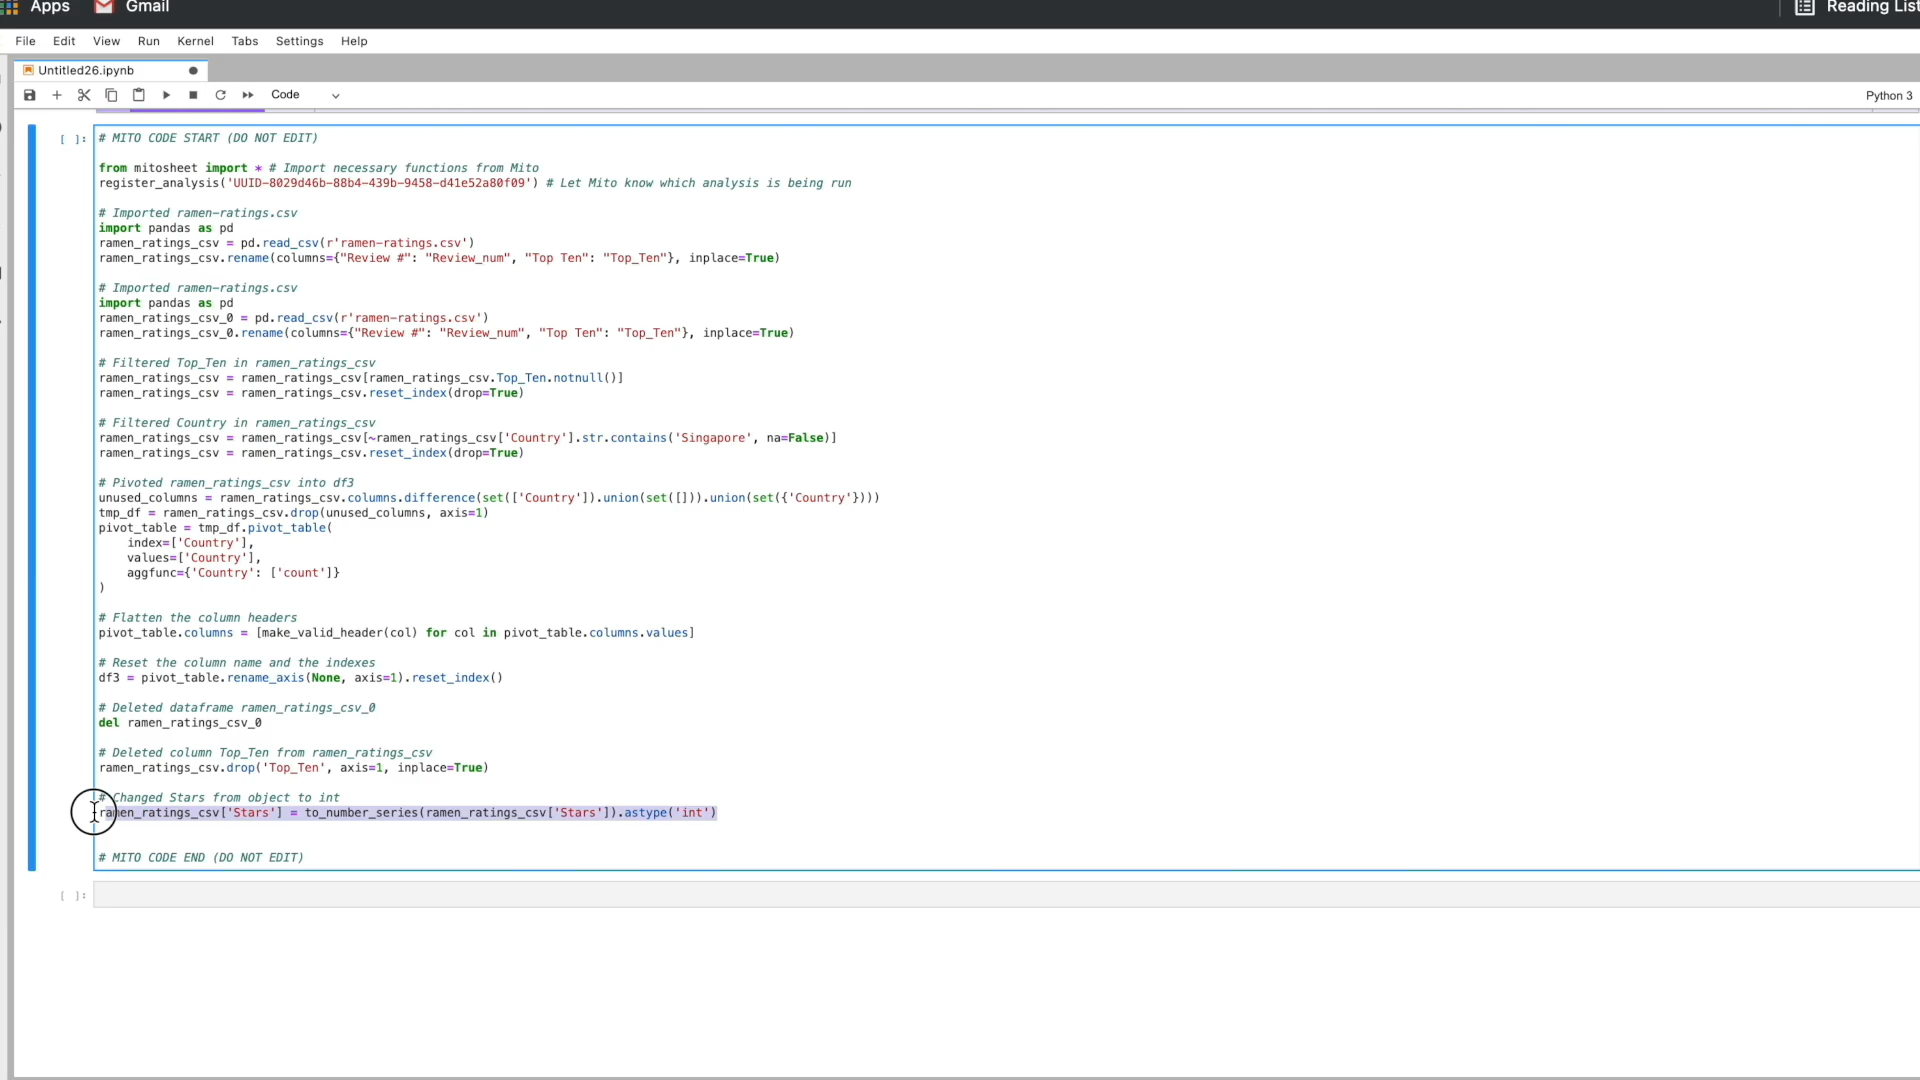 Apps Gmail Reading List
File Edit View Run Kernel Tabs Settings Help
Untitled26.ipynb
Code Python 3
[ ]: # MITO CODE START (DO NOT EDIT)
from mitosheet import * # Import necessary functions from Mito
register_analysis('UUID-8029d46b-88b4-439b-9458-d41e52a80f09') # Let Mito know which analysis is being run
# Imported ramen-ratings.csv
import pandas as pd
ramen_ratings_csv = pd.read_csv(r'ramen-ratings.csv')
ramen_ratings_csv.rename(columns={"Review #": "Review_num", "Top Ten": "Top_Ten"}, inplace=True)
# Imported ramen-ratings.csv
import pandas as pd
ramen_ratings_csv_0 = pd.read_csv(r'ramen-ratings.csv')
ramen_ratings_csv_0.rename(columns={"Review #": "Review_num", "Top Ten": "Top_Ten"}, inplace=True)
# Filtered Top_Ten in ramen_ratings_csv
ramen_ratings_csv = ramen_ratings_csv[ramen_ratings_csv.Top_Ten.notnull()]
ramen_ratings_csv = ramen_ratings_csv.reset_index(drop=True)
# Filtered Country in ramen_ratings_csv
ramen_ratings_csv = ramen_ratings_csv[~ramen_ratings_csv['Country'].str.contains('Singapore', na=False)]
ramen_ratings_csv = ramen_ratings_csv.reset_index(drop=True)
# Pivoted ramen_ratings_csv into df3
unused_columns = ramen_ratings_csv.columns.difference(set(['Country']).union(set([])).union(set({'Country'})))
tmp_df = ramen_ratings_csv.drop(unused_columns, axis=1)
pivot_table = tmp_df.pivot_table(
index=['Country'],
values=['Country'],
aggfunc={'Country': ['count']}
)
# Flatten the column headers
pivot_table.columns = [make_valid_header(col) for col in pivot_table.columns.values]
# Reset the column name and the indexes
df3 = pivot_table.rename_axis(None, axis=1).reset_index()
# Deleted dataframe ramen_ratings_csv_0
del ramen_ratings_csv_0
# Deleted column Top_Ten from ramen_ratings_csv
ramen_ratings_csv.drop('Top_Ten', axis=1, inplace=True)
# Changed Stars from object to int
ramen_ratings_csv['Stars'] = to_number_series(ramen_ratings_csv['Stars']).astype('int')
# MITO CODE END (DO NOT EDIT)
[ ]: